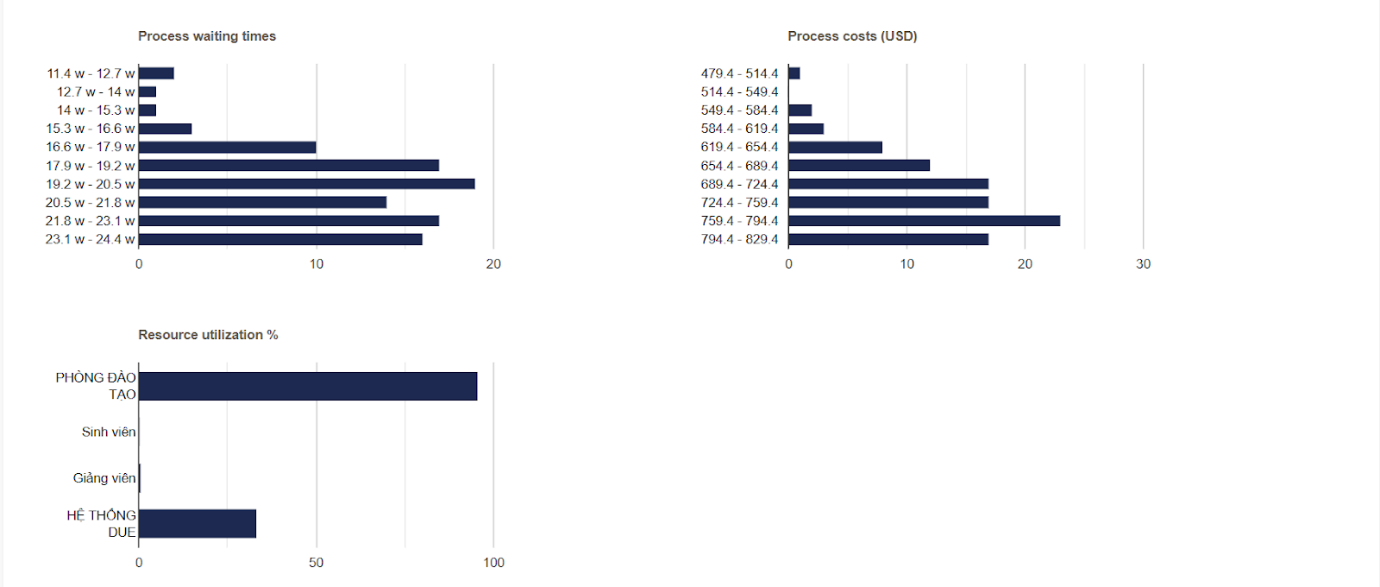 Process waiting times
11.4 w - 12.7 w
12.7 w - 14 w
14 w - 15.3 w
15.3 w - 16.6 w
16.6 w - 17.9 w
17.9 w - 19.2 w
19.2 w - 20.5 w
20.5 w - 21.8 w
21.8 w - 23.1 w
23.1 w - 24.4 w
0 10 20
Process costs (USD)
479.4 - 514.4
514.4 - 549.4
549.4 - 584.4
584.4 - 619.4
619.4 - 654.4
654.4 - 689.4
689.4 - 724.4
724.4 - 759.4
759.4 - 794.4
794.4 - 829.4
0 10 20 30
Resource utilization %
PHÒNG ĐÀO
TẠO
Sinh viên
Giảng viên
HỆ THỐNG
DUE
0 50 100